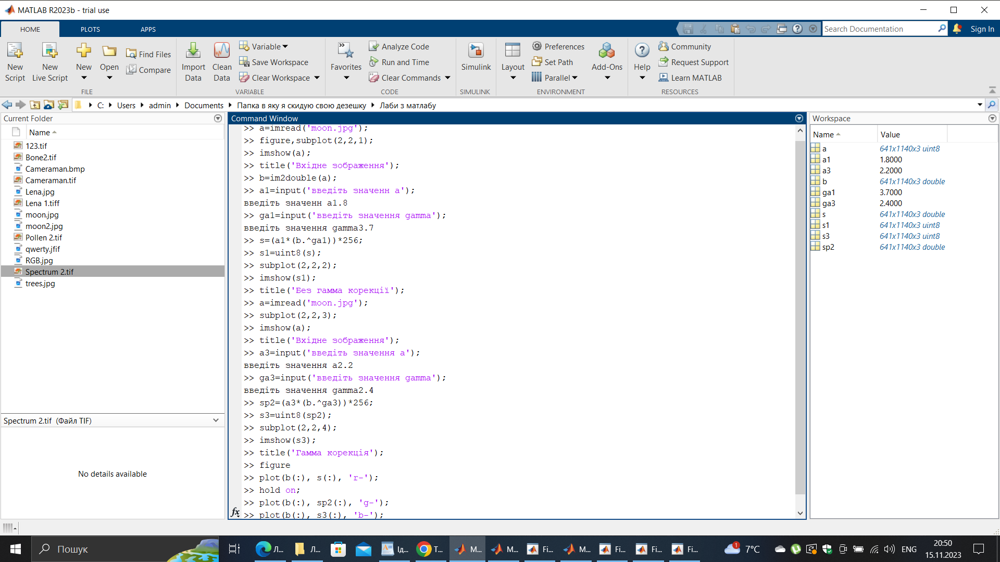 MATLAB R2023b - trial use
HOME PLOTS APPS
Search Documentation
Sign In
New Script
New Live Script
New
Open
Find Files
Compare
Import Data
Clean Data
Variable
Save Workspace
Clear Workspace
Favorites
Analyze Code
Run and Time
Clear Commands
Simulink
Layout
Preferences
Set Path
Parallel
Add-Ons
Help
Community
Request Support
Learn MATLAB
FILE VARIABLE CODE SIMULINK ENVIRONMENT RESOURCES
C: Users admin Documents Папка в яку я скидую свою дезешку Лаби з матлабу
Current Folder
Name
123.tif
Bone2.tif
Cameraman.bmp
Cameraman.tif
Lena.jpg
Lena 1.tiff
moon.jpg
moon2.jpg
Pollen 2.tif
qwerty.jfif
RGB.jpg
Spectrum 2.tif
trees.jpg
Spectrum 2.tif (Файл TIF)
No details available
Command Window
>> a=imread('moon.jpg');
>> figure,subplot(2,2,1);
>> imshow(a);
>> title('Вхідне зображення');
>> b=im2double(a);
>> a1=input('введіть значенн a');
введіть значенн a1.8
>> ga1=input('введіть значення gamma');
введіть значення gamma3.7
>> s=(a1*(b.^ga1))*256;
>> s1=uint8(s);
>> subplot(2,2,2);
>> imshow(s1);
>> title('Без гамма корекції');
>> a=imread('moon.jpg');
>> subplot(2,2,3);
>> imshow(a);
>> title('Вхідне зображення');
>> a3=input('введіть значення a');
введіть значення a2.2
>> ga3=input('введіть значення gamma');
введіть значення gamma2.4
>> sp2=(a3*(b.^ga3))*256;
>> s3=uint8(sp2);
>> subplot(2,2,4);
>> imshow(s3);
>> title('Гамма корекція');
>> figure
>> plot(b(:), s(:), 'r-');
>> hold on;
>> plot(b(:), sp2(:), 'g-');
>> plot(b(:), s3(:), 'b-');
fx
Workspace
Name Value
a 641x1140x3 uint8
a1 1.8000
a3 2.2000
b 641x1140x3 double
ga1 3.7000
ga3 2.4000
s 641x1140x3 double
s1 641x1140x3 uint8
s3 641x1140x3 uint8
sp2 641x1140x3 double
Пошук
Л... Л... Ід... T... M... M... Fi... M... Fi... Fi... Fi...
1 7°C
ENG
20:50
15.11.2023